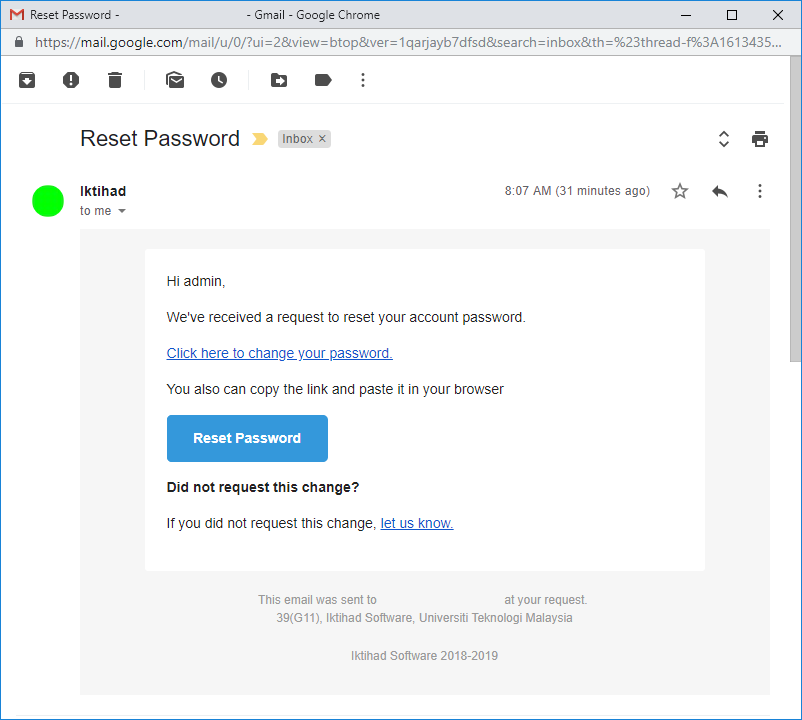 Reset Password - - Gmail - Google Chrome
https://mail.google.com/mail/u/0/?ui=2&view=btop&ver=1qarjayb7dfsd&search=inbox&th=%23thread-f%3A1613435...
Reset Password Inbox ×
Iktihad 8:07 AM (31 minutes ago)
to me
Hi admin,
We've received a request to reset your account password.
Click here to change your password.
You also can copy the link and paste it in your browser
Reset Password
Did not request this change?
If you did not request this change, let us know.
This email was sent to at your request.
39(G11), Iktihad Software, Universiti Teknologi Malaysia
Iktihad Software 2018-2019